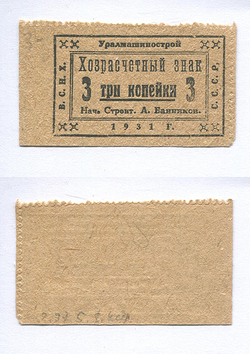 Уралмашинострой
В. С. Н. Х.
Хозрасчетный знак
3 три копейки 3
Нач. Строит. А. Банников.
С. С. С. Р.
1931 г.